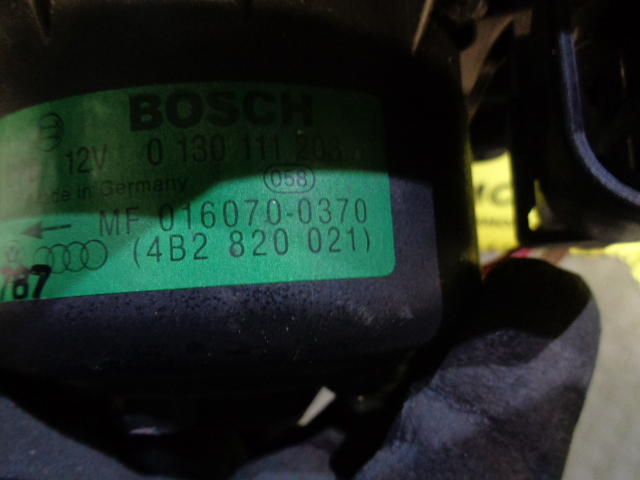 BOSCH
12V 0 130 111 203
Made in Germany 058
MF 016070-0370
(4B2 820 021)
787